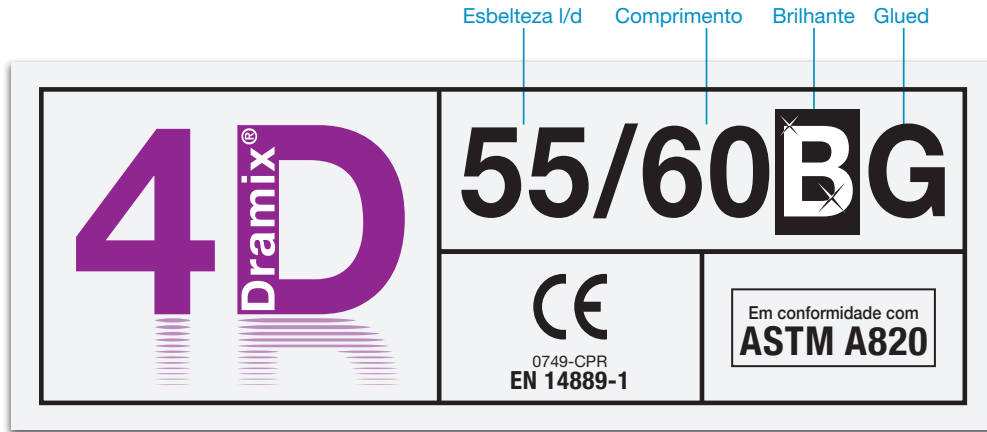 Esbelteza l/d Comprimento Brilhante Glued
4D Dramix®
55/60BG
CE
0749-CPR
EN 14889-1
Em conformidade com
ASTM A820